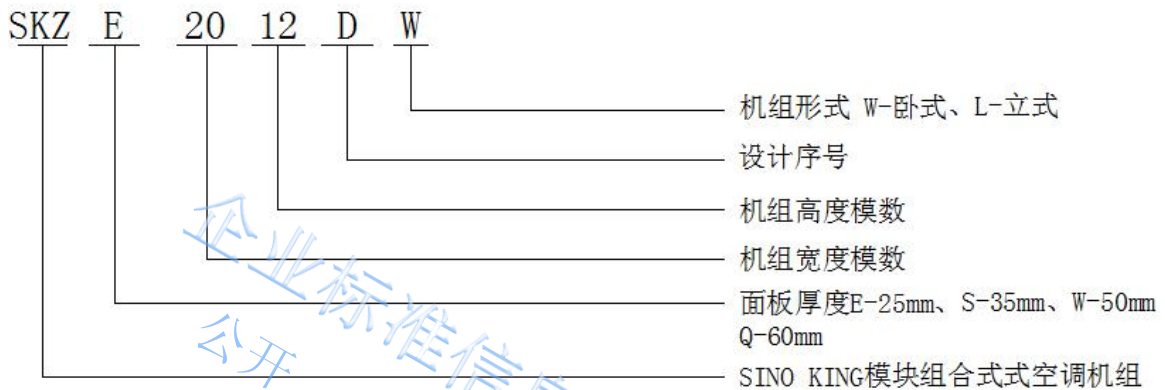 SKZ E 20 12 D W
机组形式 W-卧式、L-立式
设计序号
机组高度模数
机组宽度模数
面板厚度E-25mm、S-35mm、W-50mm
Q-60mm
SINO KING模块组合式式空调机组
企业标准信息
公开